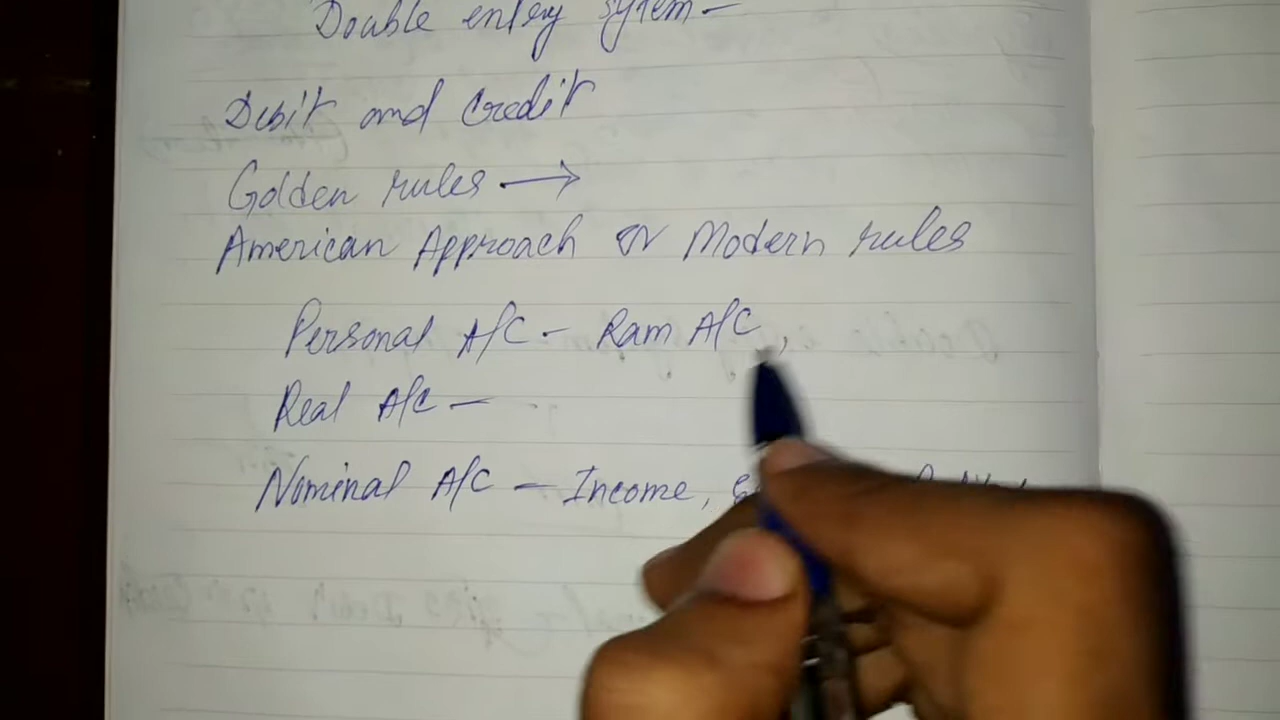 Double entry system -
Debit and Credit
Golden rules →
American Approach or Modern rules
Personal A/C - Ram A/C,
Real A/C -
Nominal A/C - Income,